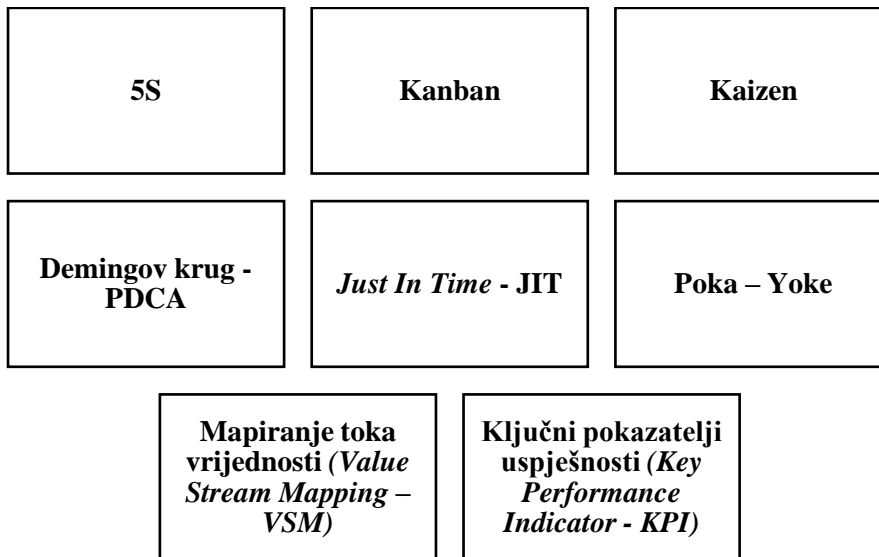 5S
Kanban
Kaizen
Demingov krug -
PDCA
Just In Time - JIT
Poka – Yoke
Mapiranje toka
vrijednosti (Value
Stream Mapping –
VSM)
Ključni pokazatelji
uspješnosti (Key
Performance
Indicator - KPI)